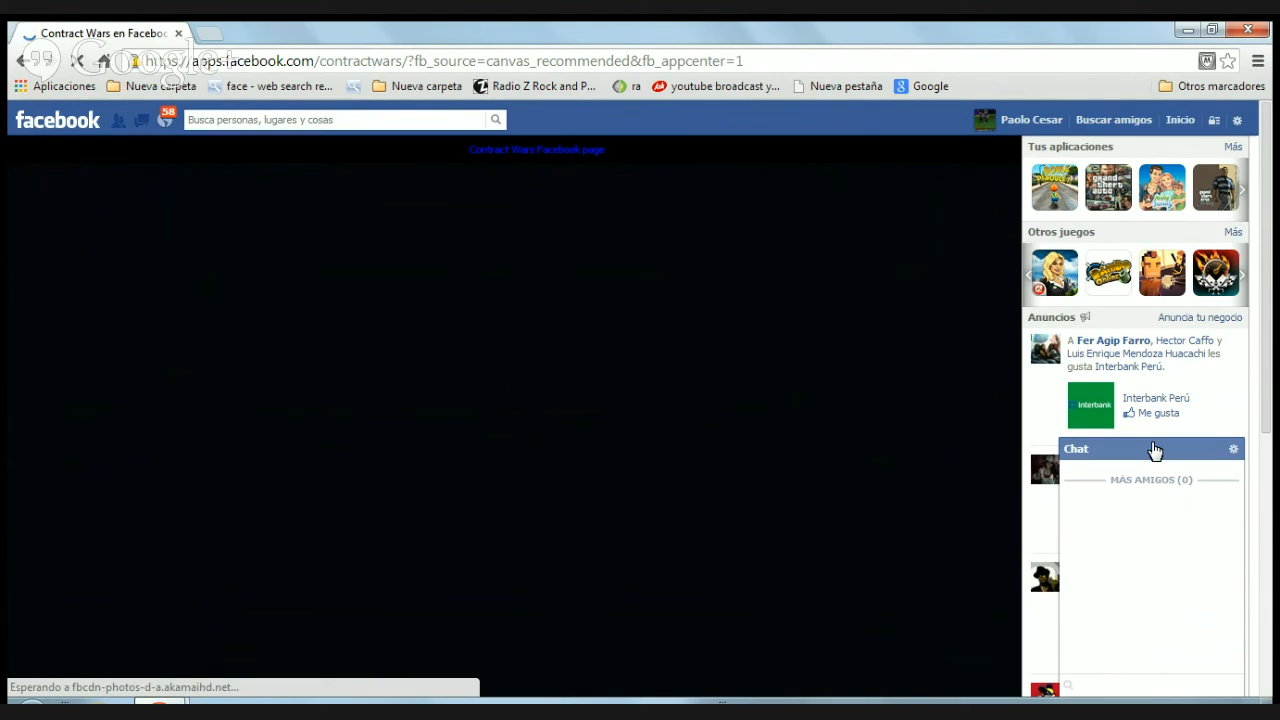 Contract Wars en Faceboo
Google+
https://apps.facebook.com/contractwars/?fb_source=canvas_recommended&fb_appcenter=1
Aplicaciones Nueva carpeta face - web search re... Nueva carpeta Radio Z Rock and P... ra youtube broadcast y... Nueva pestaña Google Otros marcadores
facebook 58 Busca personas, lugares y cosas Paolo Cesar Buscar amigos Inicio
Contract Wars Facebook page
Tus aplicaciones Más
Otros juegos Más
Anuncios Anuncia tu negocio
A Fer Agip Farro, Hector Caffo y
Luis Enrique Mendoza Huacachi les
gusta Interbank Perú.
Interbank Interbank Perú
Me gusta
Chat
MÁS AMIGOS (0)
Esperando a fbcdn-photos-d-a.akamaihd.net...